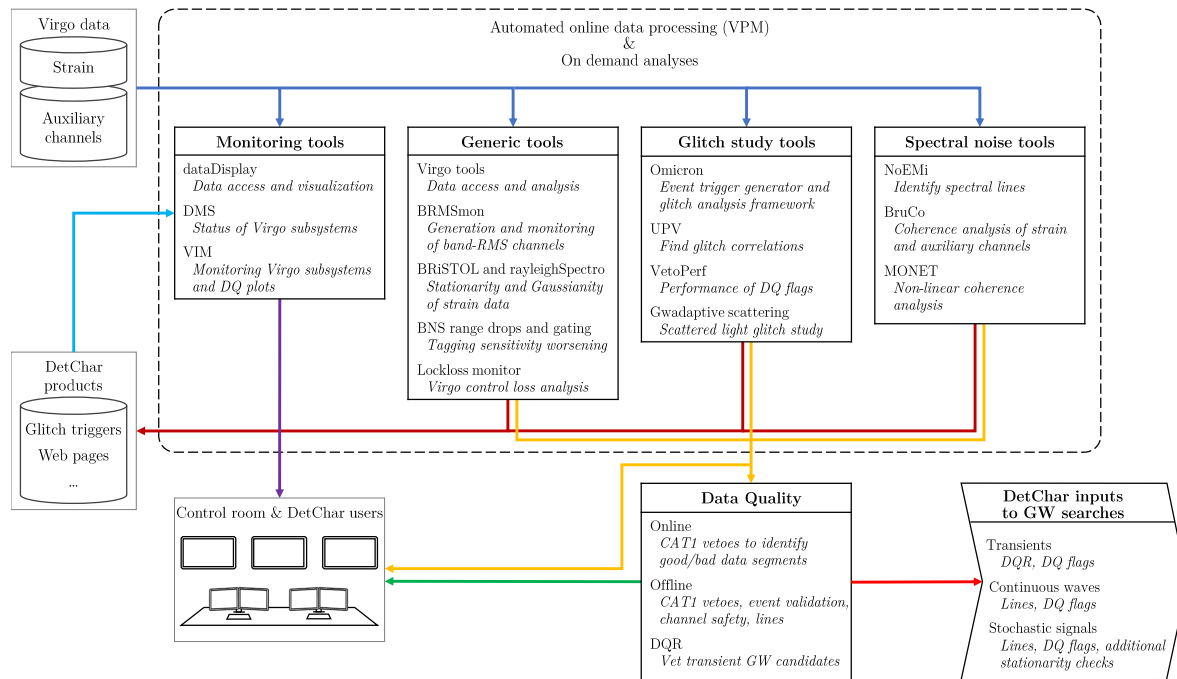 Virgo data
Strain
Auxiliary
channels
Automated online data processing (VPM)
&
On demand analyses
Monitoring tools
dataDisplay
Data access and visualization
DMS
Status of Virgo subsystems
VIM
Monitoring Virgo subsystems
and DQ plots
Generic tools
Virgo tools
Data access and analysis
BRMSmon
Generation and monitoring
of band-RMS channels
BRiSTOL and rayleighSpectro
Stationarity and Gaussianity
of strain data
BNS range drops and gating
Tagging sensitivity worsening
Lockloss monitor
Virgo control loss analysis
Glitch study tools
Omicron
Event trigger generator and
glitch analysis framework
UPV
Find glitch correlations
VetoPerf
Performance of DQ flags
Gwadaptive scattering
Scattered light glitch study
Spectral noise tools
NoEMi
Identify spectral lines
BruCo
Coherence analysis of strain
and auxiliary channels
MONET
Non-linear coherence
analysis
DetChar
products
Glitch triggers
Web pages
...
Control room & DetChar users
Data Quality
Online
CAT1 vetoes to identify
good/bad data segments
Offline
CAT1 vetoes, event validation,
channel safety, lines
DQR
Vet transient GW candidates
DetChar inputs
to GW searches
Transients
DQR, DQ flags
Continuous waves
Lines, DQ flags
Stochastic signals
Lines, DQ flags, additional
stationarity checks